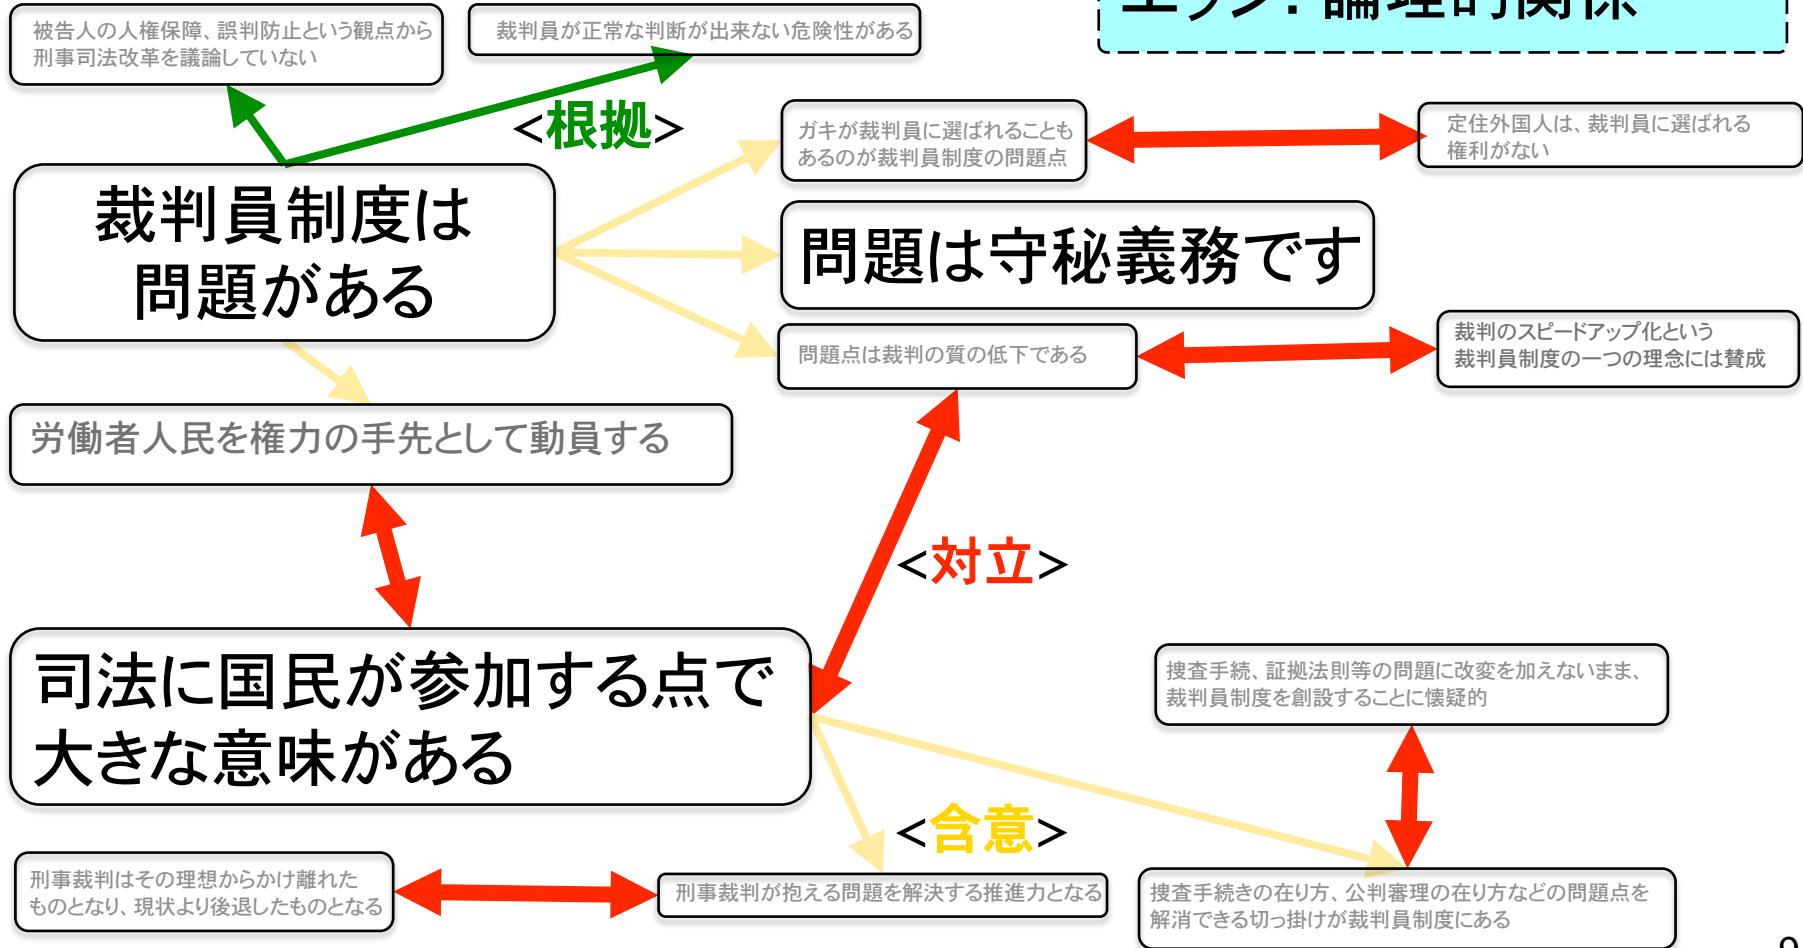 エッジ：論理的関係
被告人の人権保障、誤判防止という観点から
刑事司法改革を議論していない
裁判員が正常な判断が出来ない危険性がある
<根拠>
ガキが裁判員に選ばれることも
あるのが裁判員制度の問題点
定住外国人は、裁判員に選ばれる
権利がない
裁判員制度は
問題がある
問題は守秘義務です
問題点は裁判の質の低下である
裁判のスピードアップ化という
裁判員制度の一つの理念には賛成
労働者人民を権力の手先として動員する
<対立>
司法に国民が参加する点で
大きな意味がある
捜査手続、証拠法則等の問題に改変を加えないまま、
裁判員制度を創設することに懐疑的
<含意>
刑事裁判はその理想からかけ離れた
ものとなり、現状より後退したものとなる
刑事裁判が抱える問題を解決する推進力となる
捜査手続きの在り方、公判審理の在り方などの問題点を
解消できる切っ掛けが裁判員制度にある